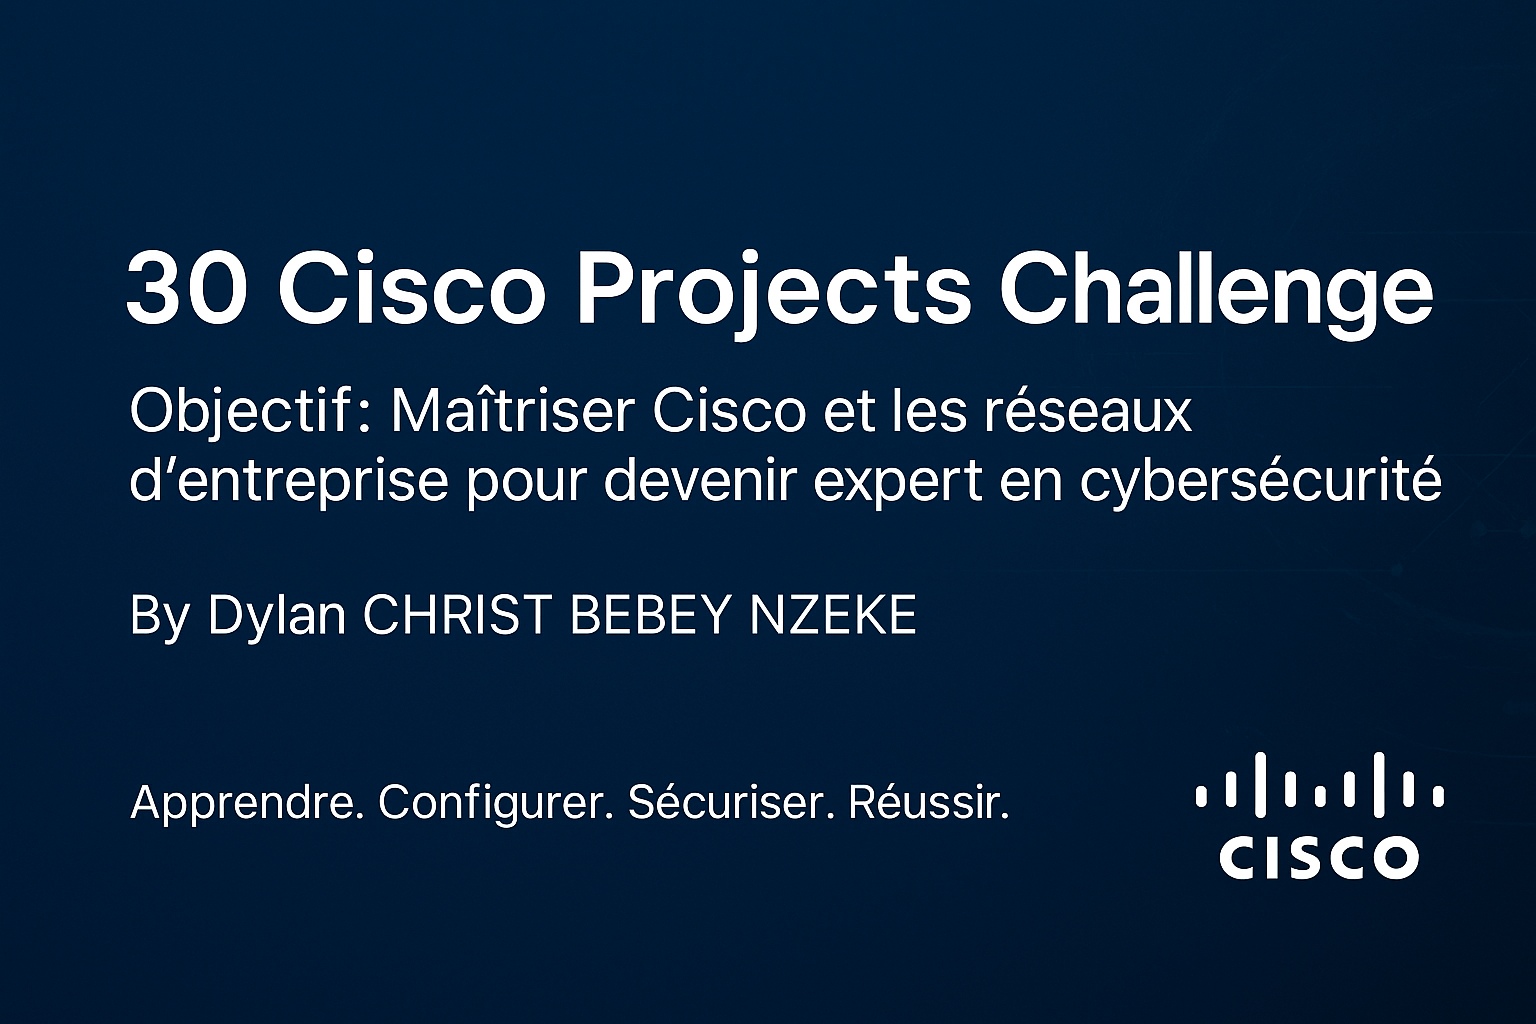 30 Cisco Projects Challenge
Objectif: Maîtriser Cisco et les réseaux
d’entreprise pour devenir expert en cybersécurité
By Dylan CHRIST BEBEY NZEKE
Apprendre. Configurer. Sécuriser. Réussir.
CISCO